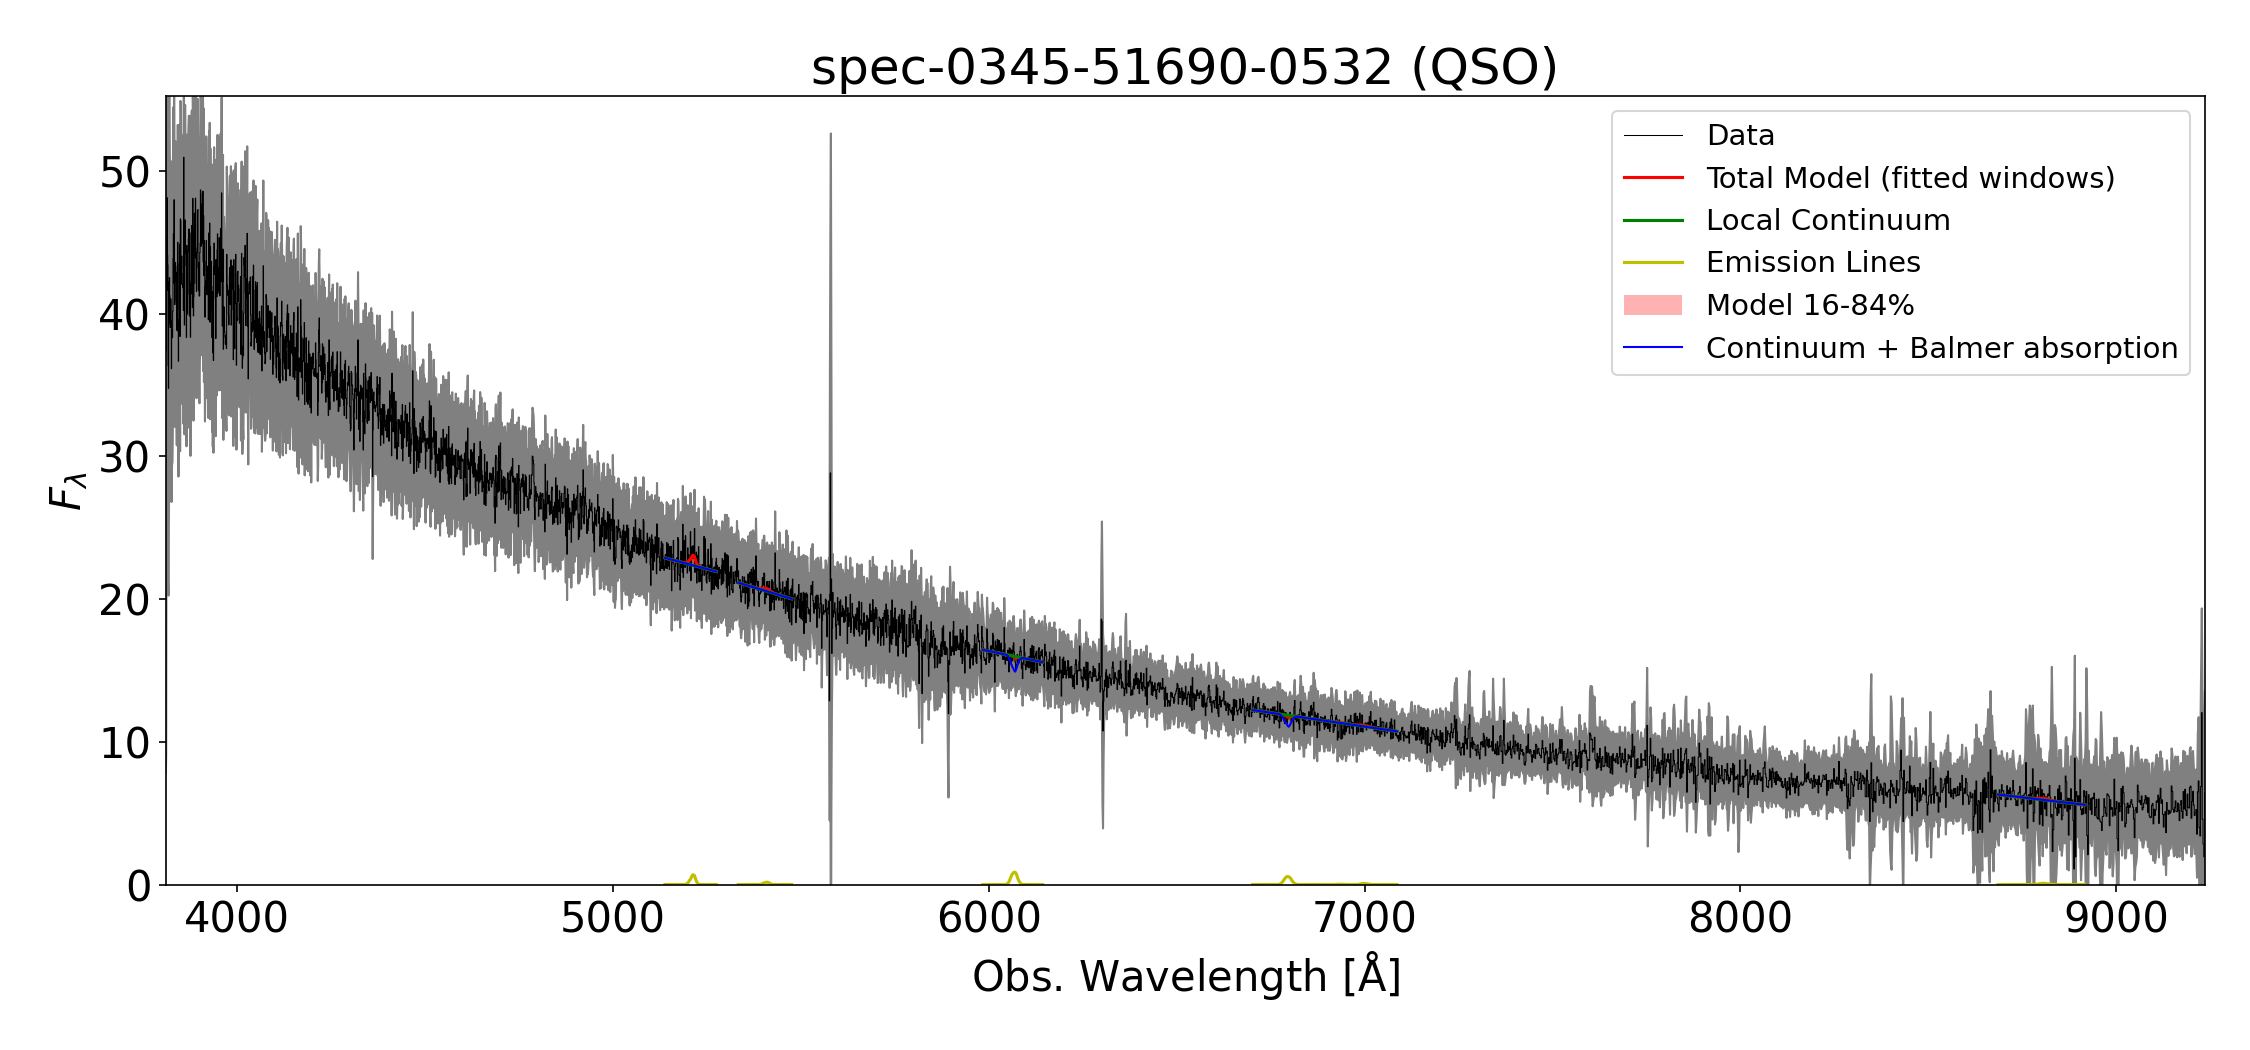 spec-0345-51690-0532 (QSO)
Data
Total Model (fitted windows)
Local Continuum
Emission Lines
Model 16-84%
Continuum + Balmer absorption
50
40
30
20
10
0
Fλ
4000 5000 6000 7000 8000 9000
Obs. Wavelength [Å]